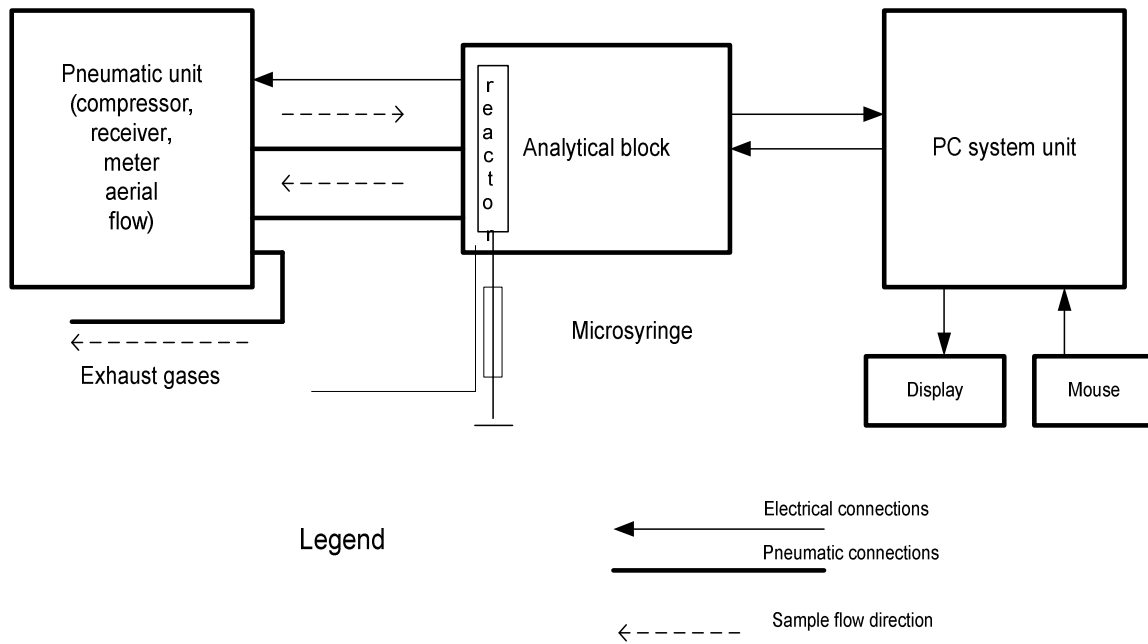 Pneumatic unit
(compressor,
receiver,
meter
aerial
flow)
reactor
Analytical block
PC system unit
Microsyringe
Exhaust gases
Display
Mouse
Legend
Electrical connections
Pneumatic connections
Sample flow direction